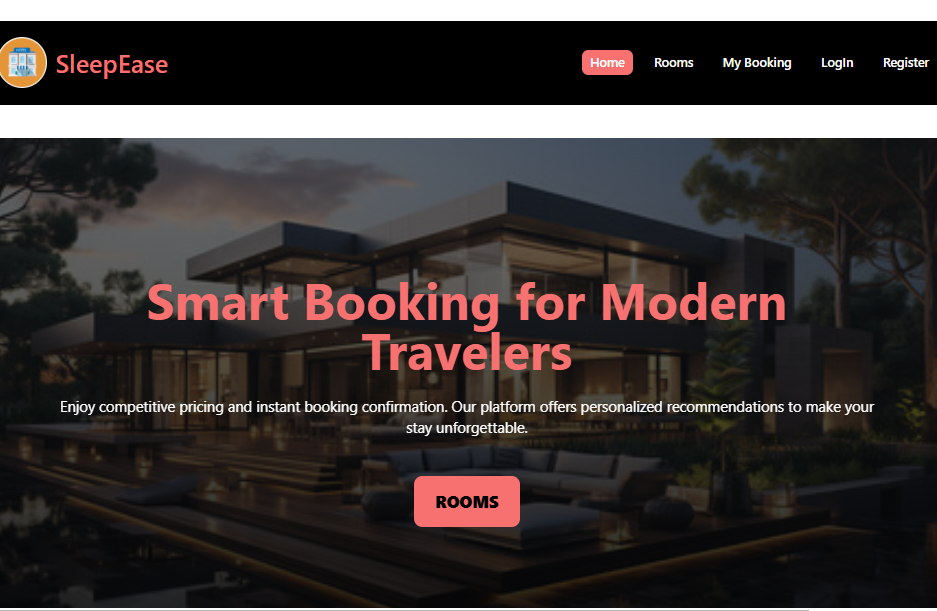 SleepEase
Home Rooms My Booking LogIn Register
Smart Booking for Modern
Travelers
Enjoy competitive pricing and instant booking confirmation. Our platform offers personalized recommendations to make your
stay unforgettable.
ROOMS